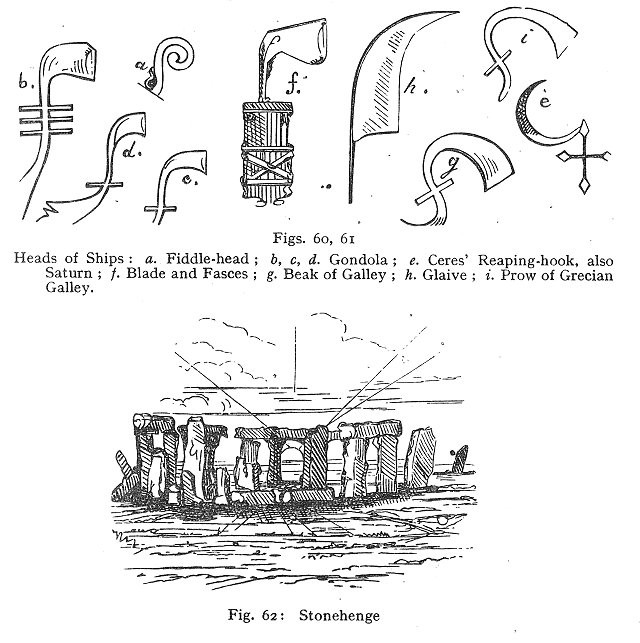 i.
b.
a.
f.
h.
e
d.
c.
g
Figs. 60, 61
Heads of Ships : a. Fiddle-head ; b, c, d. Gondola ; e. Ceres' Reaping-hook, also
Saturn ; f. Blade and Fasces ; g. Beak of Galley ; h. Glaive ; i. Prow of Grecian
Galley.
Fig. 62: Stonehenge